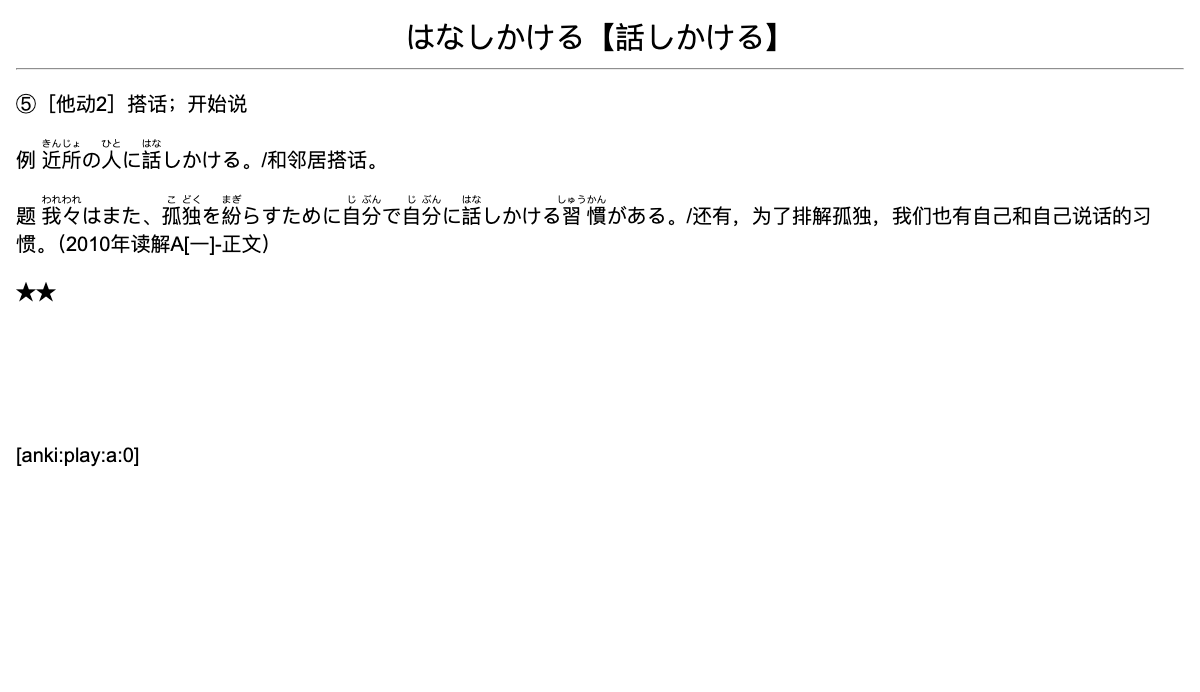 はなしかける【話しかける】
⑤［他动2］搭话；开始说
きんじょ ひと はな
例 近所の人に話しかける。/和邻居搭话。
われわれ こ どく まぎ じ ぶん じ ぶん はな しゅうかん
题 我々はまた、孤独を紛らすために自分で自分に話しかける習慣がある。/还有，为了排解孤独，我们也有自己和自己说话的习
惯。（2010年读解A[一]-正文）
★★
[anki:play:a:0]